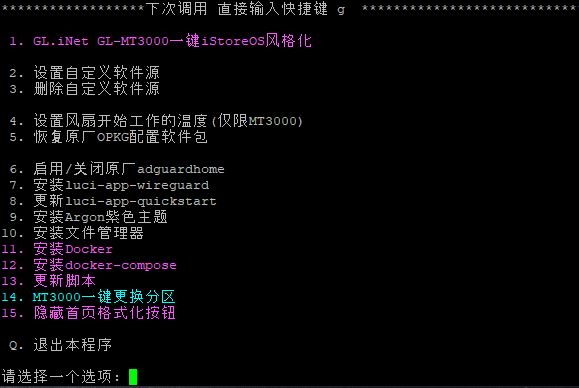 ******************下次调用 直接输入快捷键 g ***************************
1. GL.iNet GL-MT3000一键iStoreOS风格化
2. 设置自定义软件源
3. 删除自定义软件源
4. 设置风扇开始工作的温度(仅限MT3000)
5. 恢复原厂OPKG配置软件包
6. 启用/关闭原厂adguardhome
7. 安装luci-app-wireguard
8. 更新luci-app-quickstart
9. 安装Argon紫色主题
10. 安装文件管理器
11. 安装Docker
12. 安装docker-compose
13. 更新脚本
14. MT3000一键更换分区
15. 隐藏首页格式化按钮
Q. 退出本程序
请选择一个选项: